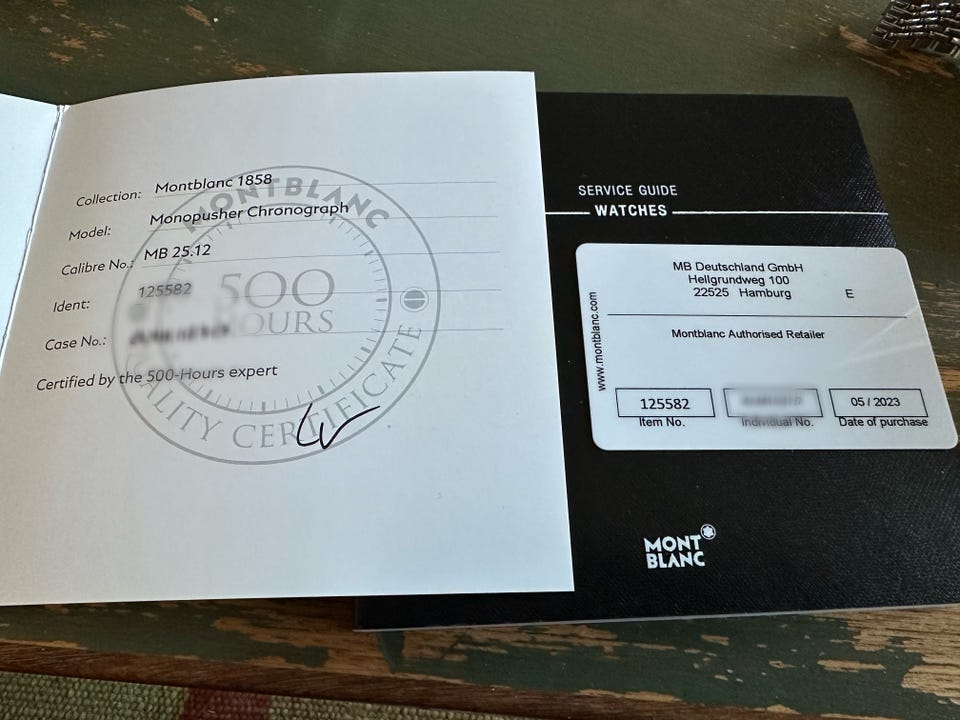 Collection: Montblanc 1858
Model: Monopusher Chronograph
Calibre No.: MB 25.12
Ident: 125582
Case No.:
Certified by the 500-Hours expert
MONTBLANC
500
HOURS
QUALITY CERTIFICATE
SERVICE GUIDE
WATCHES
MB Deutschland GmbH
Hellgrundweg 100
22525 Hamburg E
Montblanc Authorised Retailer
www.montblanc.com
125582 05 / 2023
Item No. Individual No. Date of purchase
MONT
BLANC